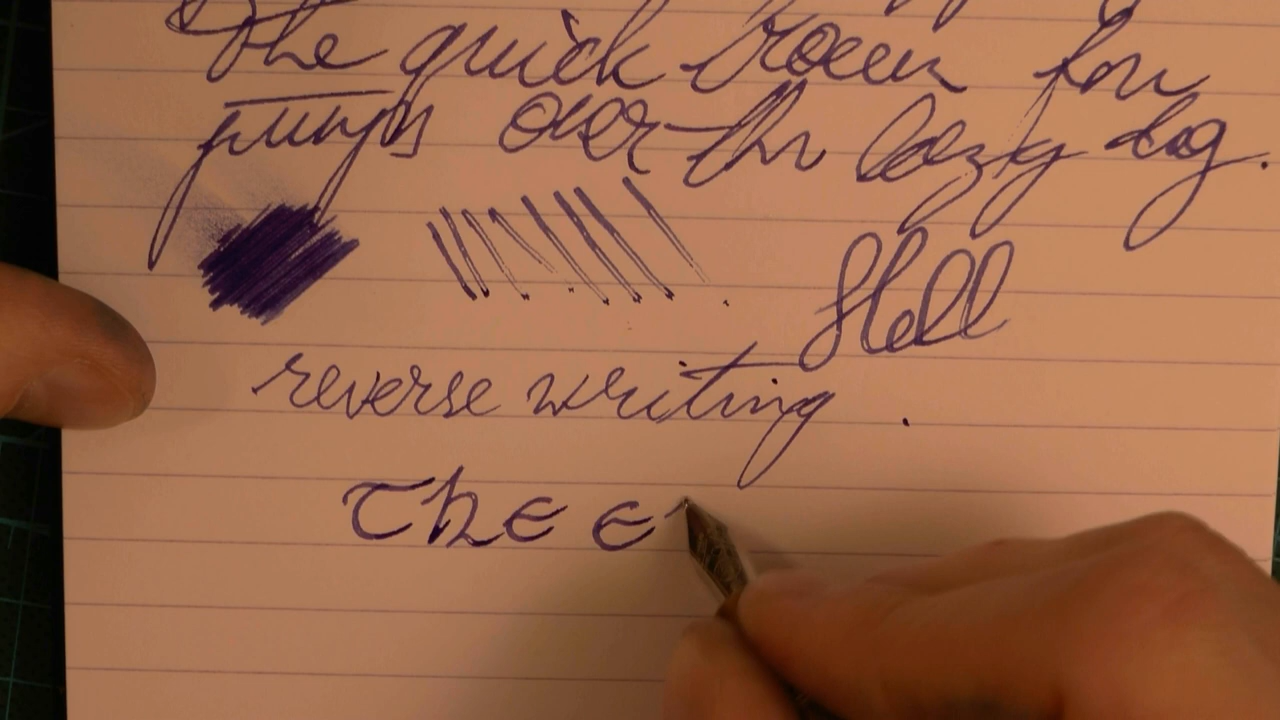 The quick brown fox
jumps over the lazy dog.
Hell
reverse writing.
The e